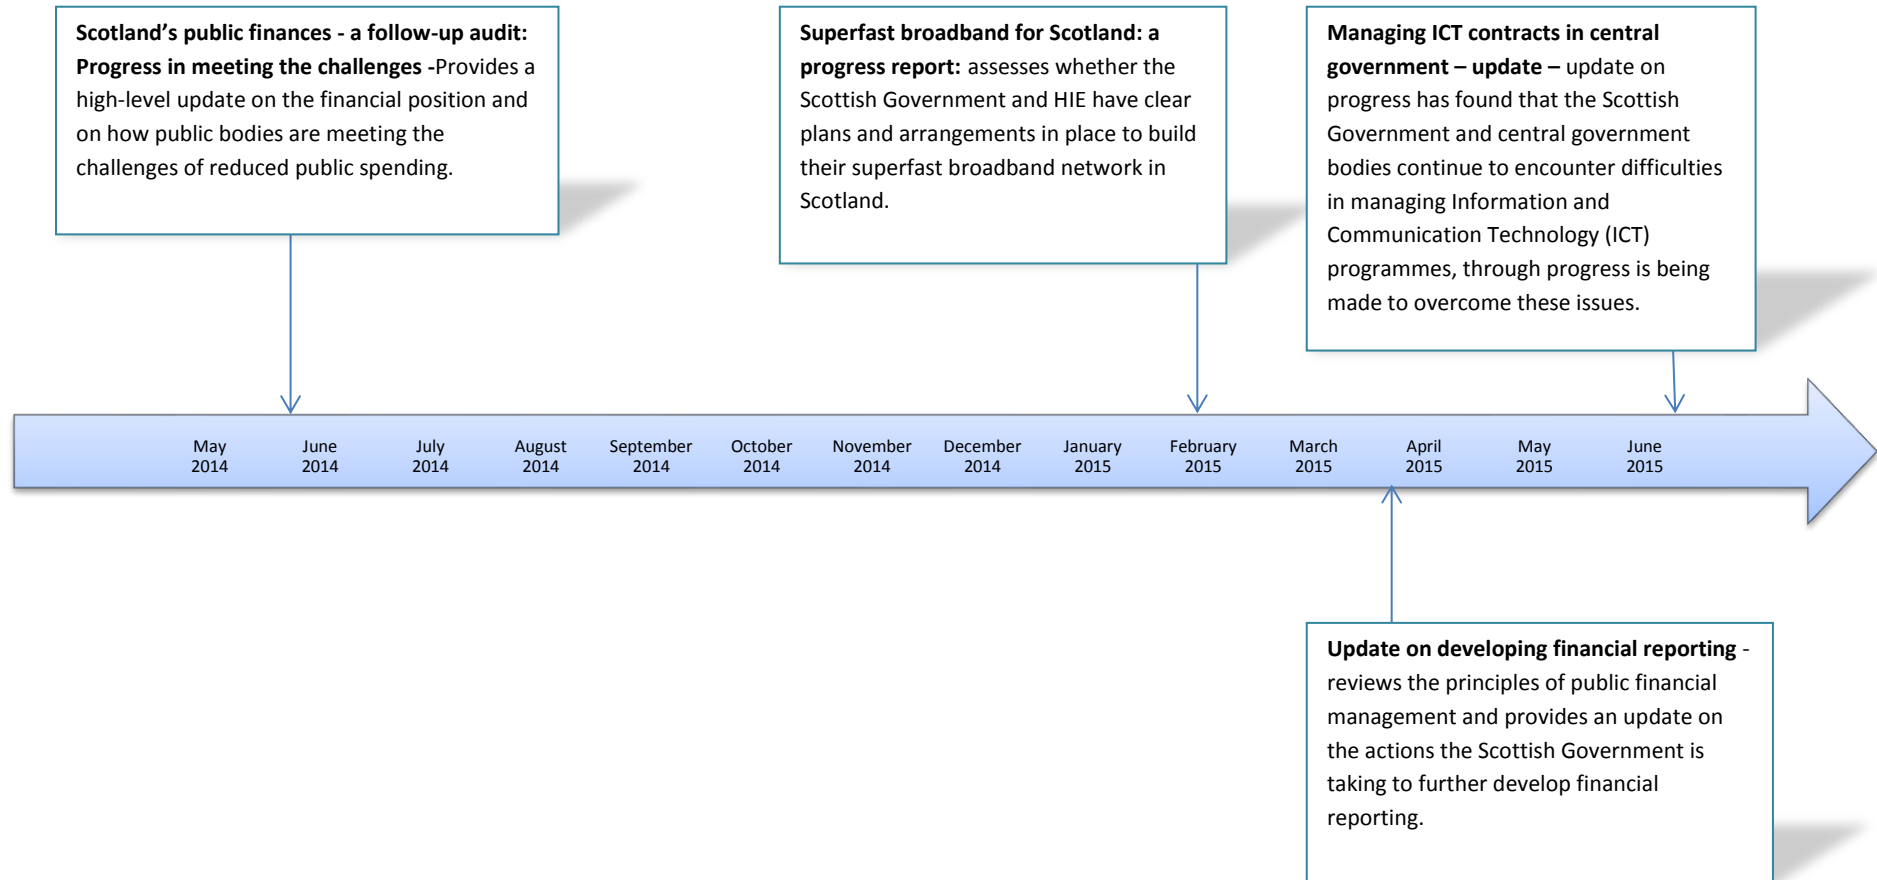 Scotland’s public finances - a follow-up audit:
Progress in meeting the challenges -Provides a
high-level update on the financial position and
on how public bodies are meeting the
challenges of reduced public spending.
Superfast broadband for Scotland: a
progress report: assesses whether the
Scottish Government and HIE have clear
plans and arrangements in place to build
their superfast broadband network in
Scotland.
Managing ICT contracts in central
government – update – update on
progress has found that the Scottish
Government and central government
bodies continue to encounter difficulties
in managing Information and
Communication Technology (ICT)
programmes, through progress is being
made to overcome these issues.
May
2014
June
2014
July
2014
August
2014
September
2014
October
2014
November
2014
December
2014
January
2015
February
2015
March
2015
April
2015
May
2015
June
2015
Update on developing financial reporting -
reviews the principles of public financial
management and provides an update on
the actions the Scottish Government is
taking to further develop financial
reporting.